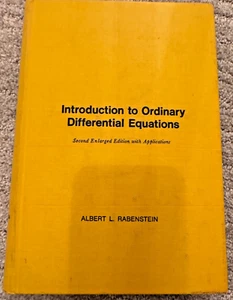 Introduction to Ordinary
Differential Equations
Second Enlarged Edition with Applications
ALBERT L. RABENSTEIN